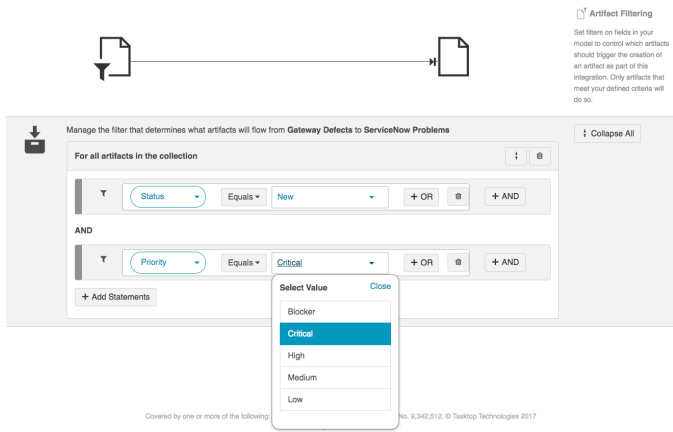 Artifact Filtering
Set filters on fields in your
model to control which artifacts
should trigger the creation of
an artifact as part of this
integration. Only artifacts that
meet your defined criteria will
do so.
Manage the filter that determines what artifacts will flow from Gateway Defects to ServiceNow Problems
Collapse All
For all artifacts in the collection
Status Equals New + OR + AND
AND
Priority Equals Critical + OR + AND
+ Add Statements
Select Value Close
Blocker
Critical
High
Medium
Low
Covered by one or more of the following: No. 9,342,512. © Tasktop Technologies 2017